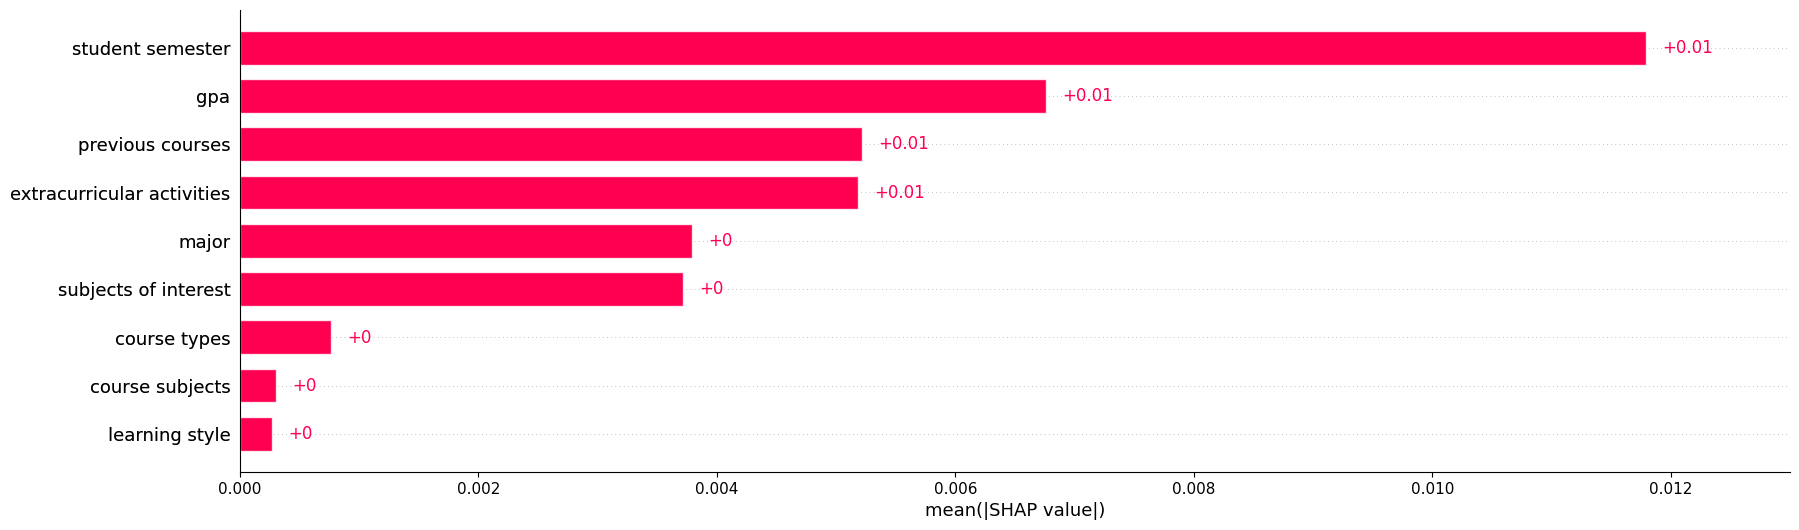 student semester +0.01
gpa +0.01
previous courses +0.01
extracurricular activities +0.01
major +0
subjects of interest +0
course types +0
course subjects +0
learning style +0
0.000 0.002 0.004 0.006 0.008 0.010 0.012
mean(|SHAP value|)